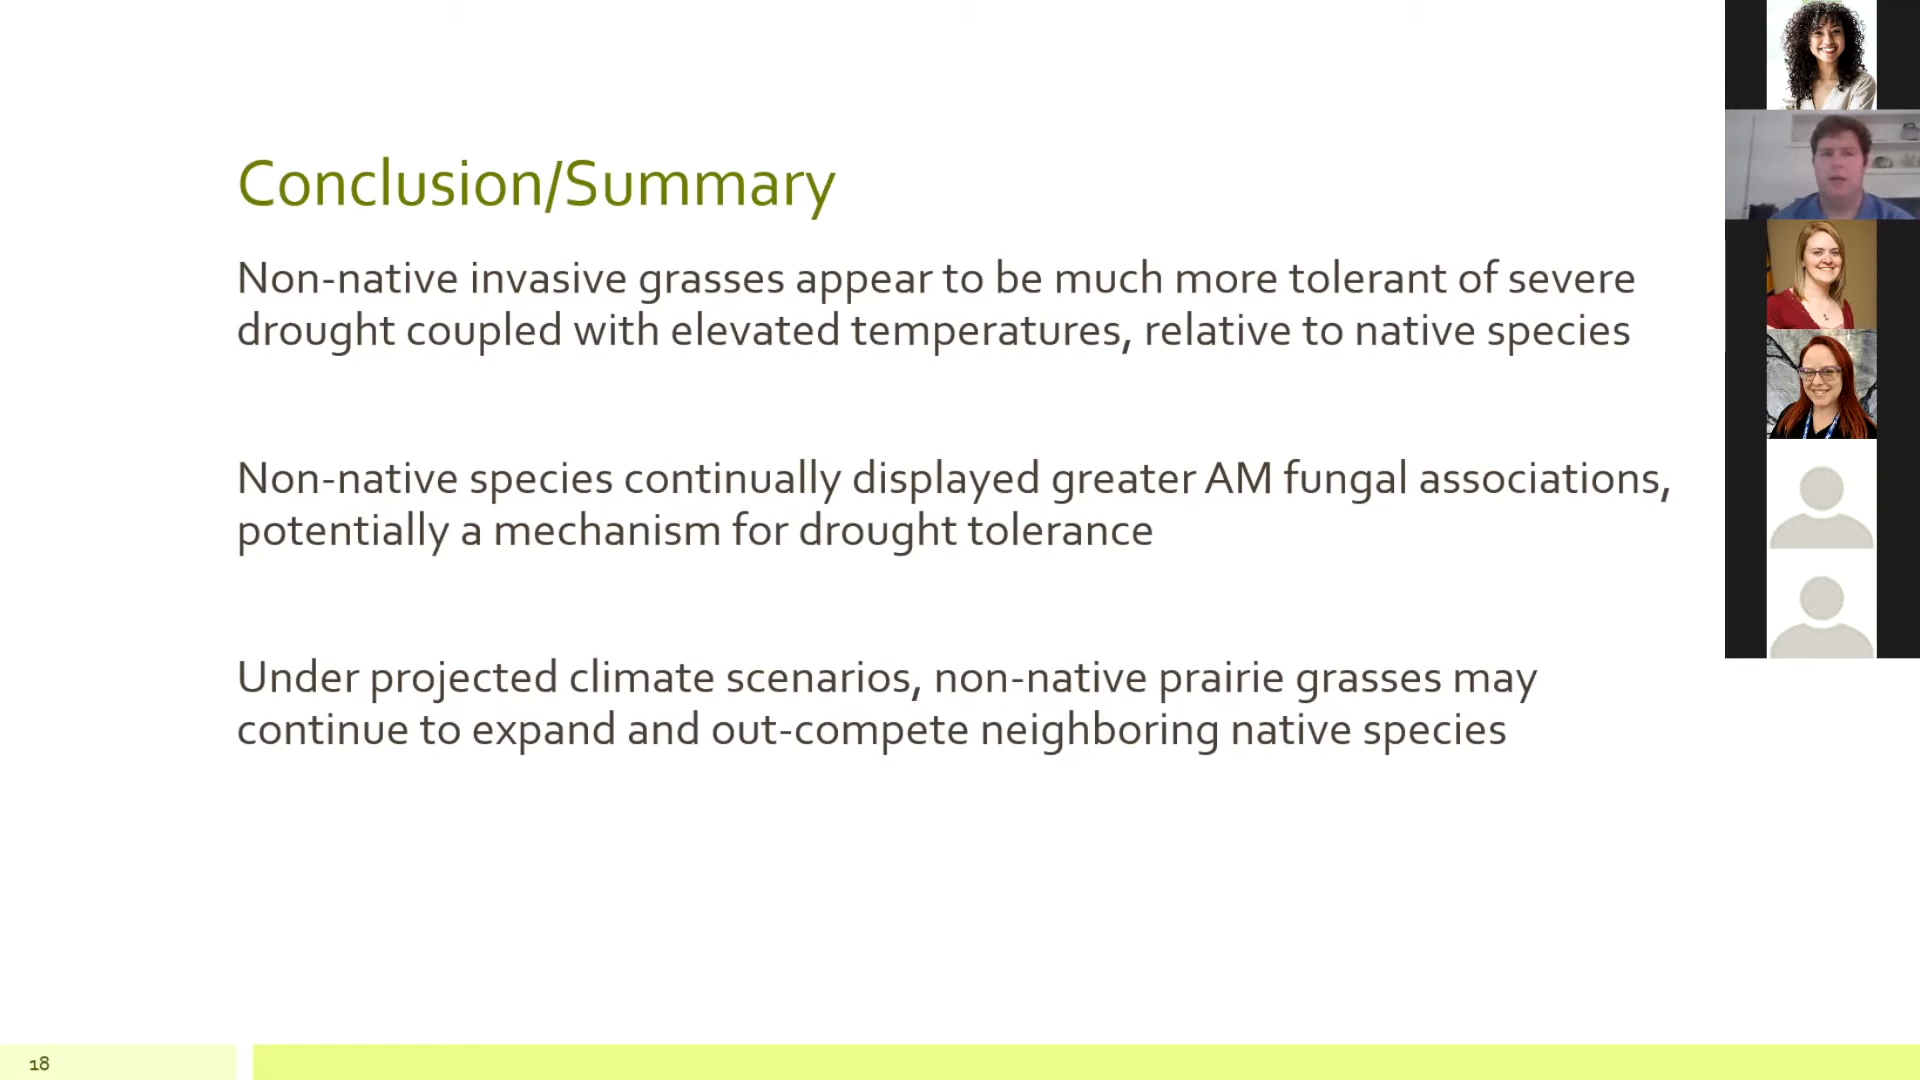 Conclusion/Summary
Non-native invasive grasses appear to be much more tolerant of severe
drought coupled with elevated temperatures, relative to native species
Non-native species continually displayed greater AM fungal associations,
potentially a mechanism for drought tolerance
Under projected climate scenarios, non-native prairie grasses may
continue to expand and out-compete neighboring native species
18